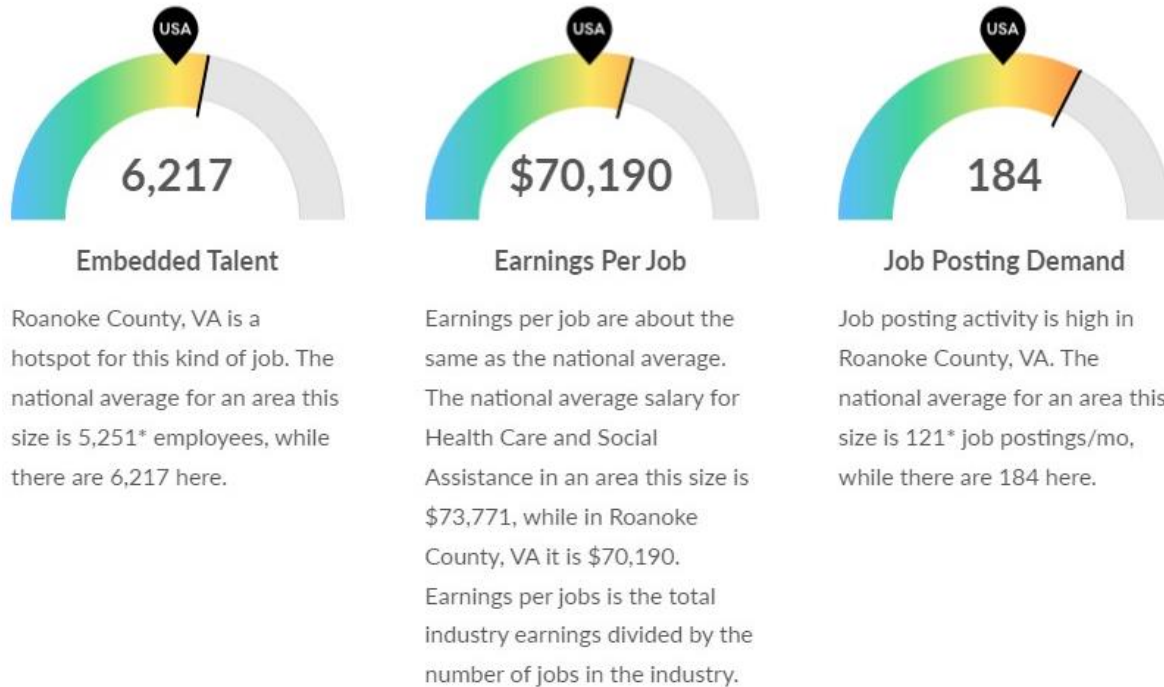 USA
6,217
Embedded Talent
Roanoke County, VA is a
hotspot for this kind of job. The
national average for an area this
size is 5,251* employees, while
there are 6,217 here.
USA
$70,190
Earnings Per Job
Earnings per job are about the
same as the national average.
The national average salary for
Health Care and Social
Assistance in an area this size is
$73,771, while in Roanoke
County, VA it is $70,190.
Earnings per jobs is the total
industry earnings divided by the
number of jobs in the industry.
USA
184
Job Posting Demand
Job posting activity is high in
Roanoke County, VA. The
national average for an area this
size is 121* job postings/mo,
while there are 184 here.